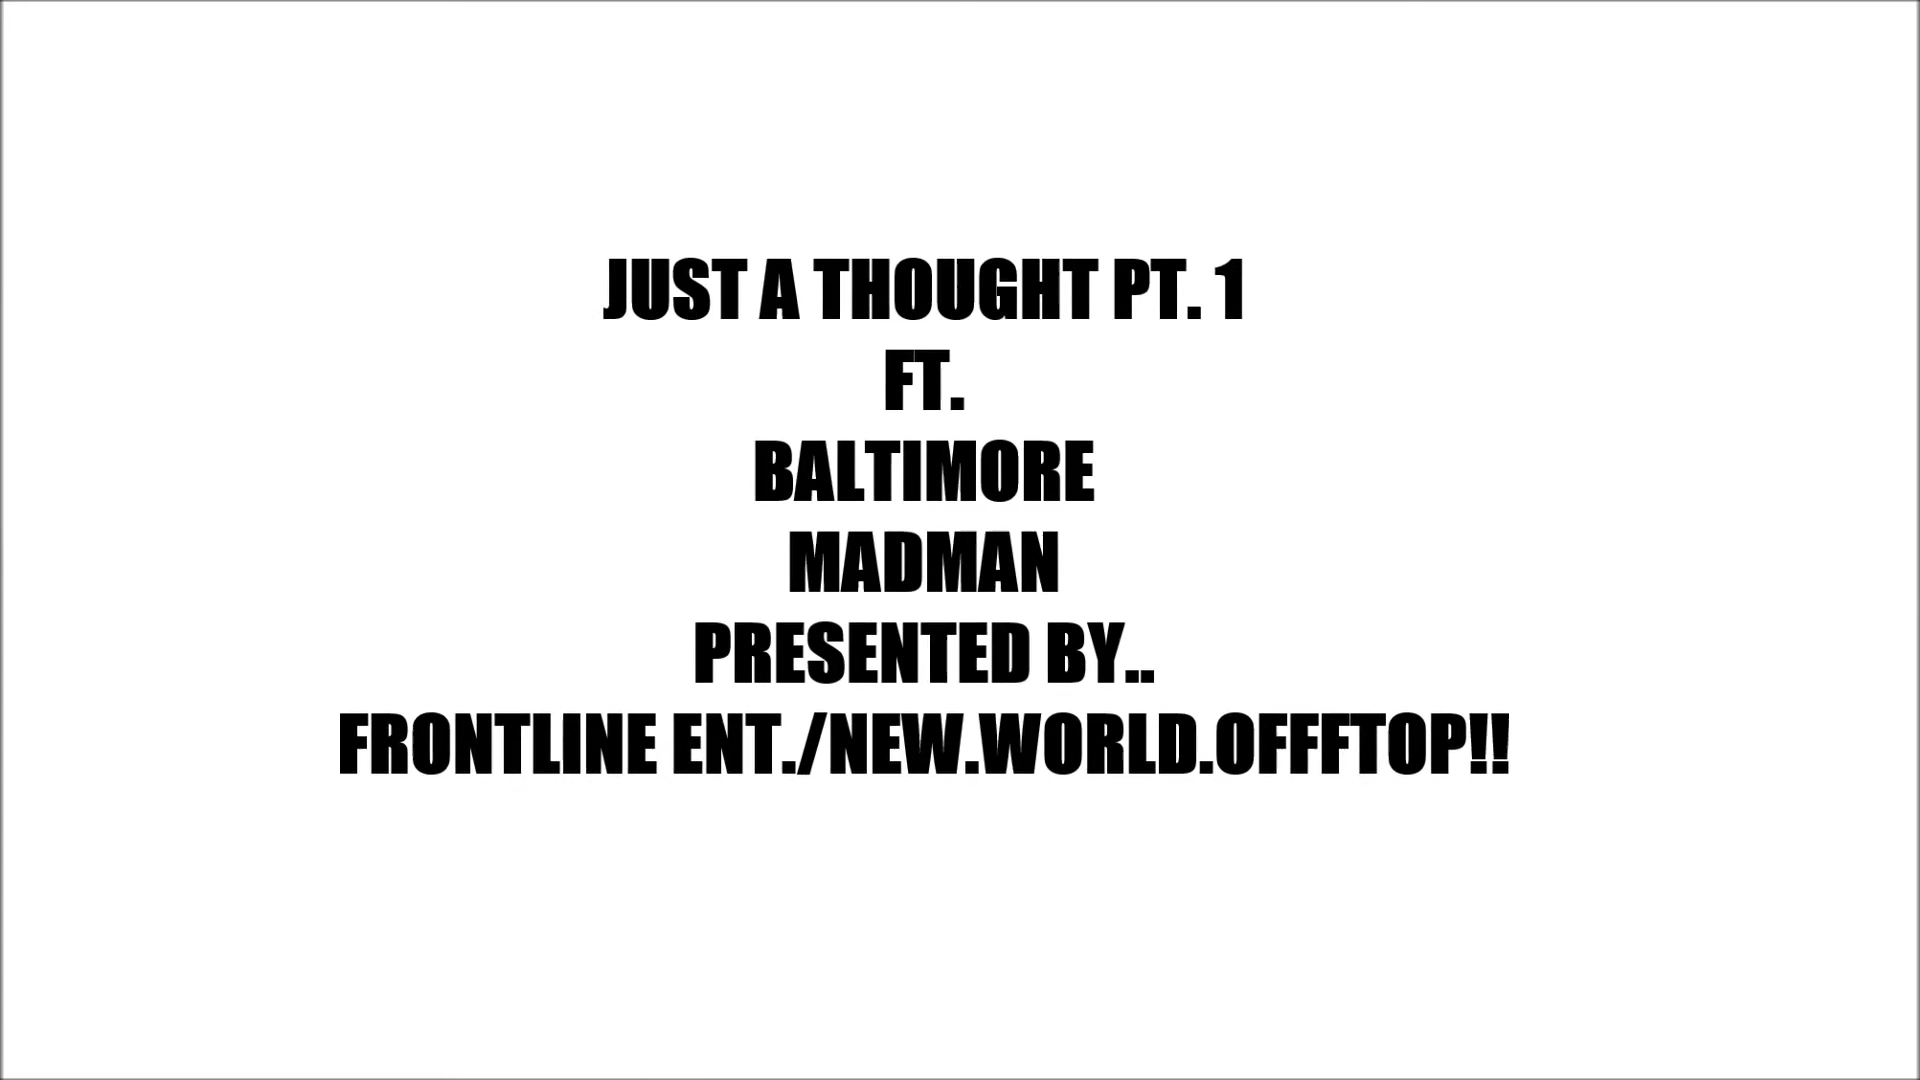 JUST A THOUGHT PT. 1
FT.
BALTIMORE
MADMAN
PRESENTED BY..
FRONTLINE ENT./NEW.WORLD.OFFFTOP!!